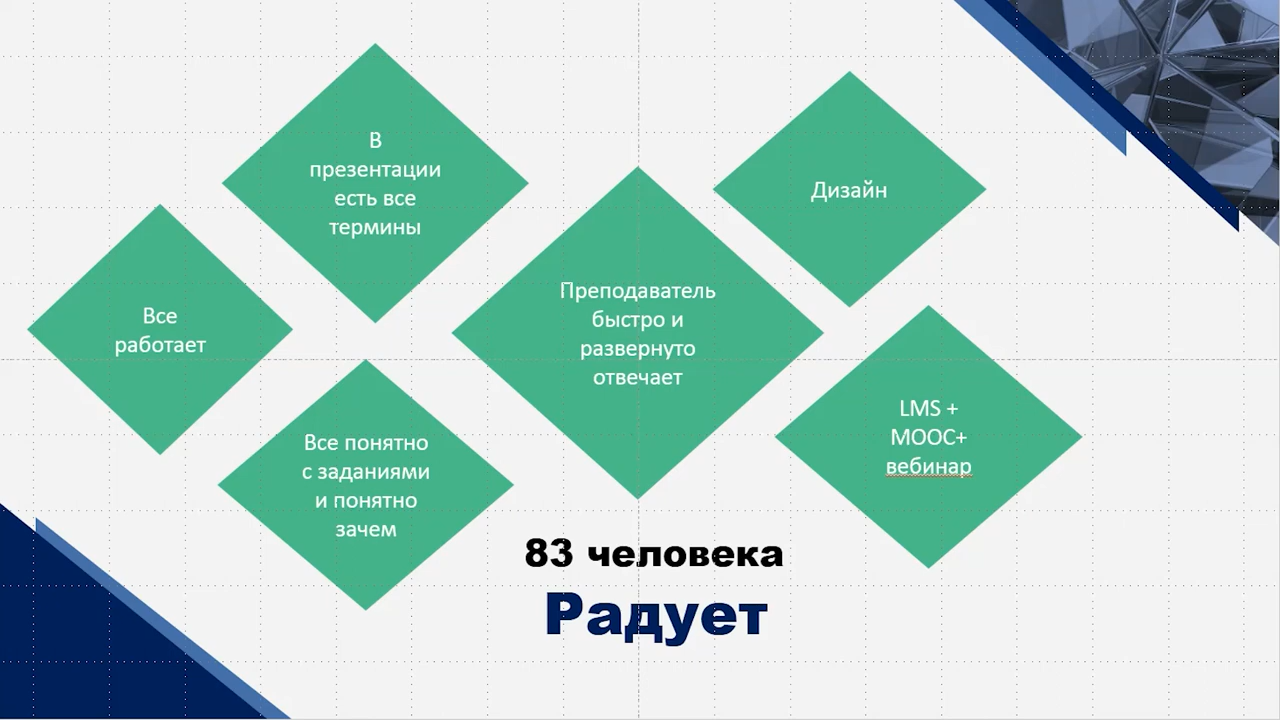 В
презентации
есть все
термины
Дизайн
Все
работает
Преподаватель
быстро и
развернуто
отвечает
Все понятно
с заданиями
и понятно
зачем
LMS +
MOOC+
вебинар
83 человека
Радует